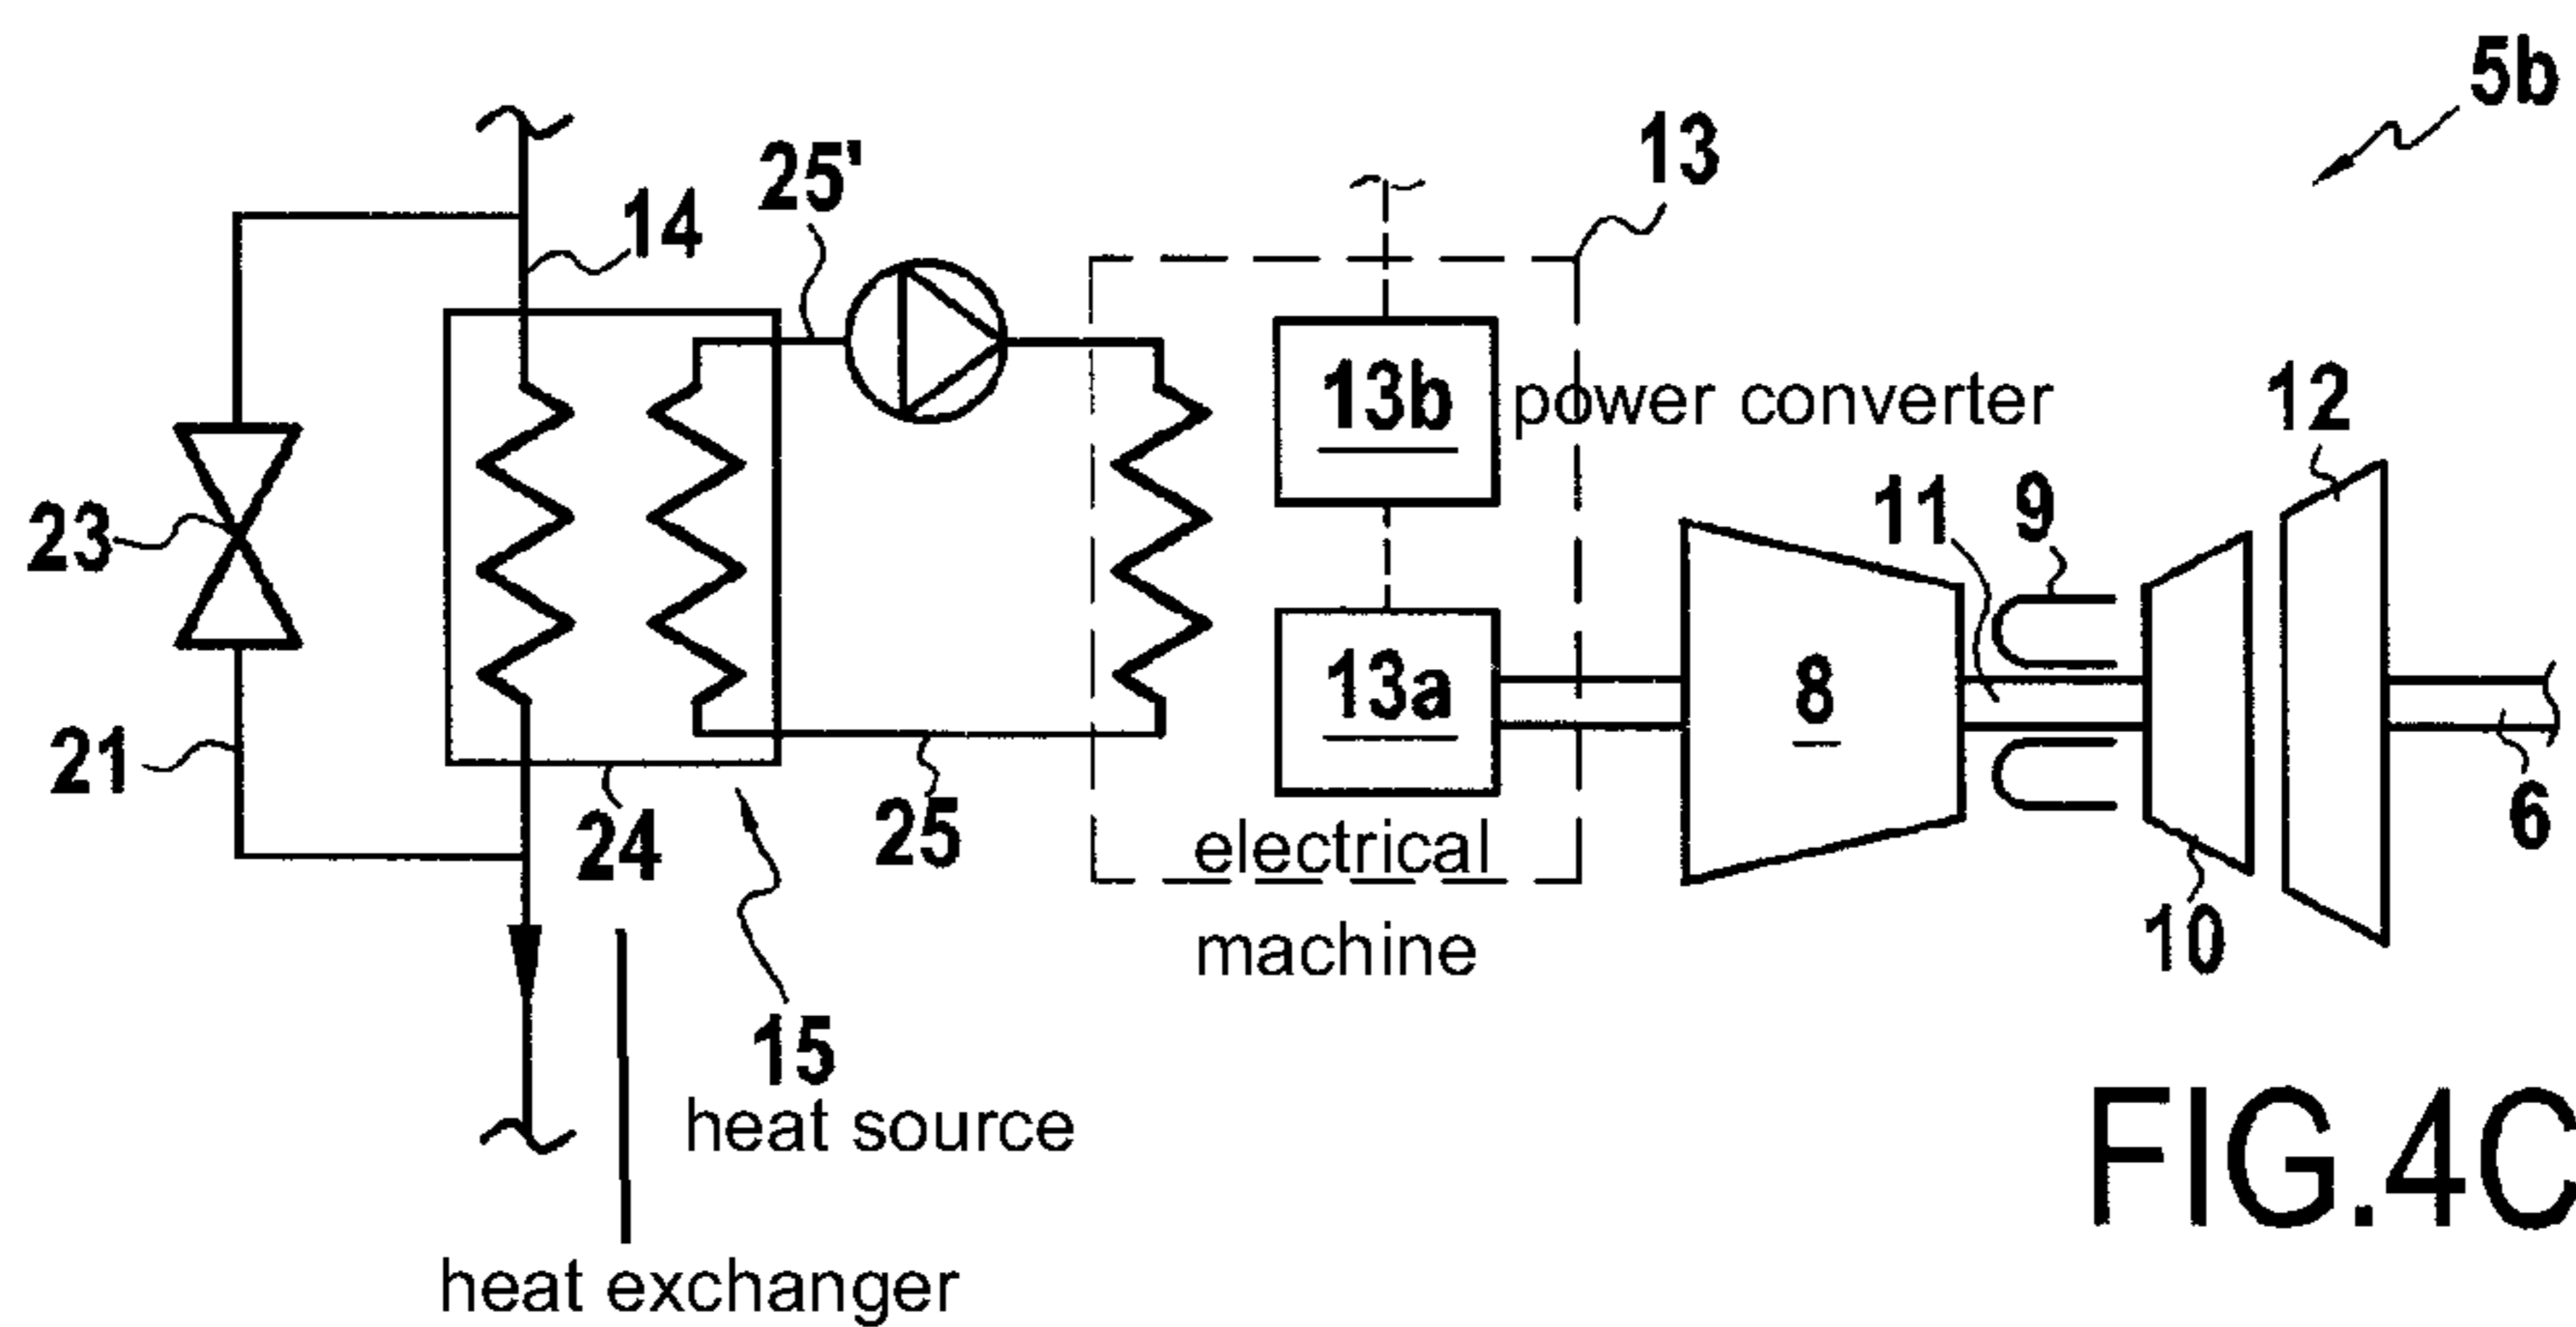 5b
13
25'
14
12
13b power converter
11
9
23
8
13a
21
6
24
25
electrical
machine
10
15
heat source
heat exchanger
FIG.4C